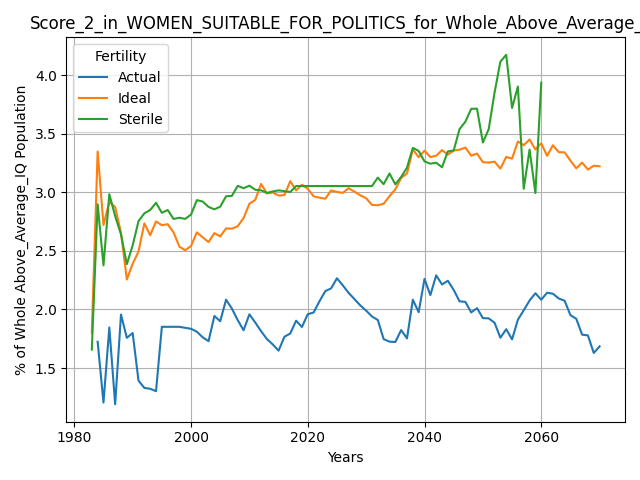 Score_2_in_WOMEN_SUITABLE_FOR_POLITICS_for_Whole_Above_Average_
Fertility
Actual
Ideal
Sterile
% of Whole Above_Average_IQ Population
4.0
3.5
3.0
2.5
2.0
1.5
1980
2000
2020
2040
2060
Years